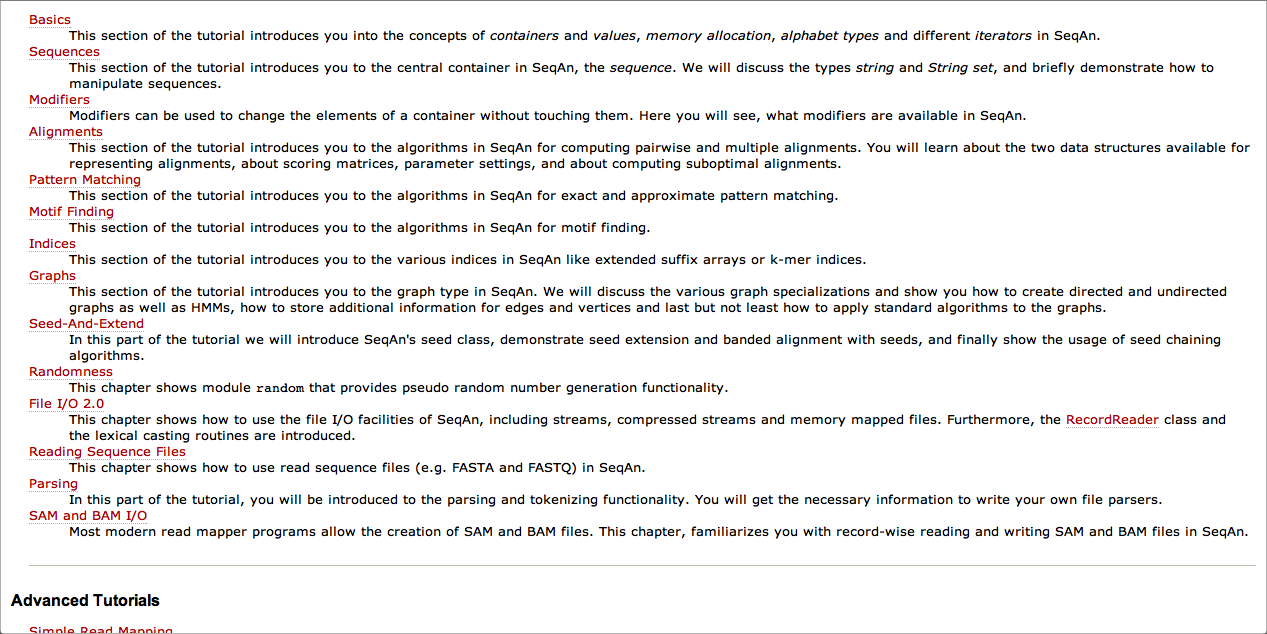 Basics
This section of the tutorial introduces you into the concepts of containers and values, memory allocation, alphabet types and different iterators in SeqAn.
Sequences
This section of the tutorial introduces you to the central container in SeqAn, the sequence. We will discuss the types string and String set, and briefly demonstrate how to
manipulate sequences.
Modifiers
Modifiers can be used to change the elements of a container without touching them. Here you will see, what modifiers are available in SeqAn.
Alignments
This section of the tutorial introduces you to the algorithms in SeqAn for computing pairwise and multiple alignments. You will learn about the two data structures available for
representing alignments, about scoring matrices, parameter settings, and about computing suboptimal alignments.
Pattern Matching
This section of the tutorial introduces you to the algorithms in SeqAn for exact and approximate pattern matching.
Motif Finding
This section of the tutorial introduces you to the algorithms in SeqAn for motif finding.
Indices
This section of the tutorial introduces you to the various indices in SeqAn like extended suffix arrays or k-mer indices.
Graphs
This section of the tutorial introduces you to the graph type in SeqAn. We will discuss the various graph specializations and show you how to create directed and undirected
graphs as well as HMMs, how to store additional information for edges and vertices and last but not least how to apply standard algorithms to the graphs.
Seed-And-Extend
In this part of the tutorial we will introduce SeqAn's seed class, demonstrate seed extension and banded alignment with seeds, and finally show the usage of seed chaining
algorithms.
Randomness
This chapter shows module random that provides pseudo random number generation functionality.
File I/O 2.0
This chapter shows how to use the file I/O facilities of SeqAn, including streams, compressed streams and memory mapped files. Furthermore, the RecordReader class and
the lexical casting routines are introduced.
Reading Sequence Files
This chapter shows how to use read sequence files (e.g. FASTA and FASTQ) in SeqAn.
Parsing
In this part of the tutorial, you will be introduced to the parsing and tokenizing functionality. You will get the necessary information to write your own file parsers.
SAM and BAM I/O
Most modern read mapper programs allow the creation of SAM and BAM files. This chapter, familiarizes you with record-wise reading and writing SAM and BAM files in SeqAn.
Advanced Tutorials
Simple Read Mapping